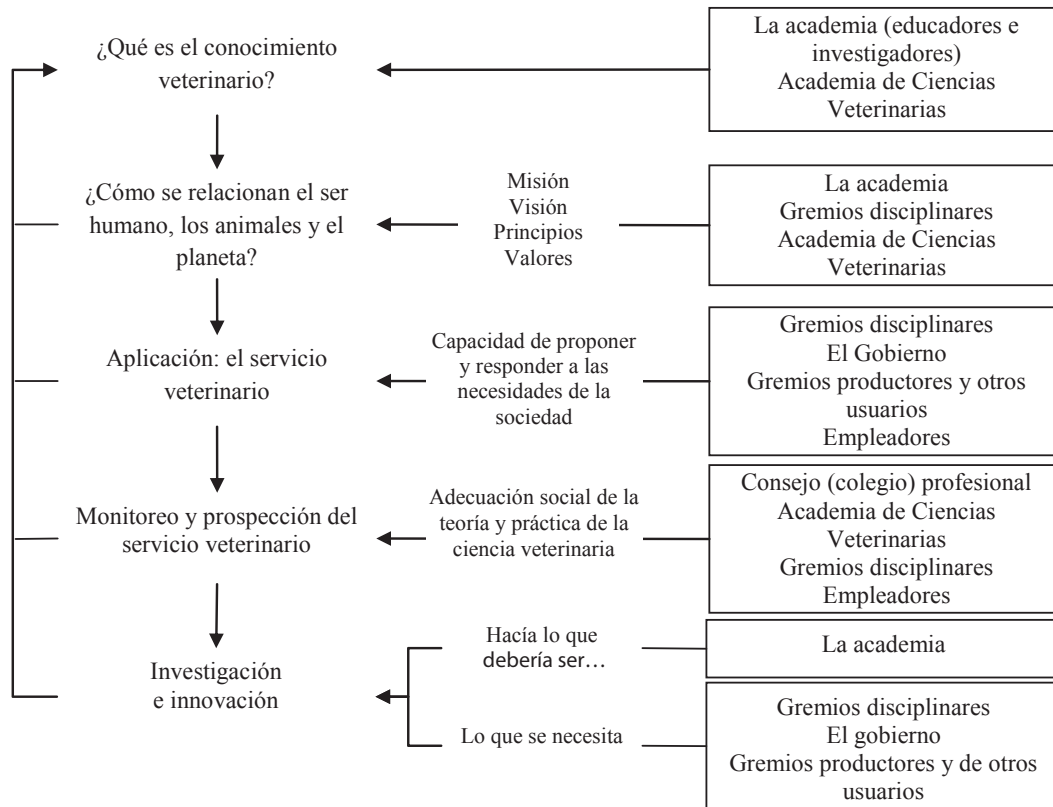 ¿Qué es el conocimiento
veterinario?
La academia (educadores e
investigadores)
Academia de Ciencias
Veterinarias
¿Cómo se relacionan el ser
humano, los animales y el
planeta?
Misión
Visión
Principios
Valores
La academia
Gremios disciplinares
Academia de Ciencias
Veterinarias
Aplicación: el servicio
veterinario
Capacidad de proponer
y responder a las
necesidades de la
sociedad
Gremios disciplinares
El Gobierno
Gremios productores y otros
usuarios
Empleadores
Monitoreo y prospección del
servicio veterinario
Adecuación social de la
teoría y práctica de la
ciencia veterinaria
Consejo (colegio) profesional
Academia de Ciencias
Veterinarias
Gremios disciplinares
Empleadores
Investigación
e innovación
Hacía lo que
debería ser…
La academia
Lo que se necesita
Gremios disciplinares
El gobierno
Gremios productores y de otros
usuarios